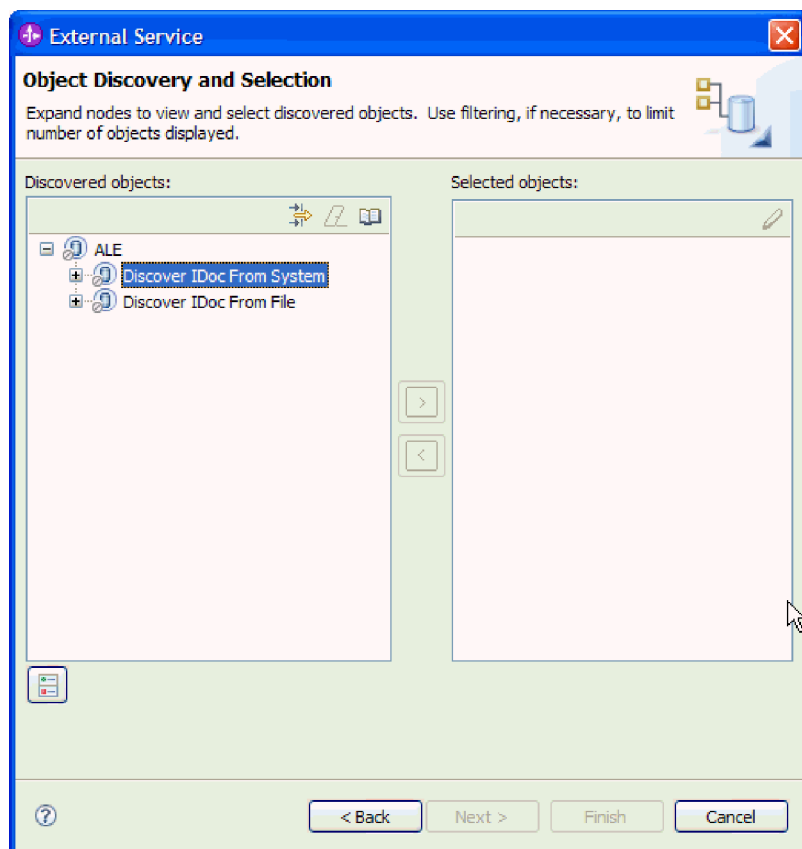 External Service
Object Discovery and Selection
Expand nodes to view and select discovered objects.  Use filtering, if necessary, to limit
number of objects displayed.
Discovered objects:
Selected objects:
ALE
Discover IDoc From System
Discover IDoc From File
>
<
?
< Back
Next >
Finish
Cancel